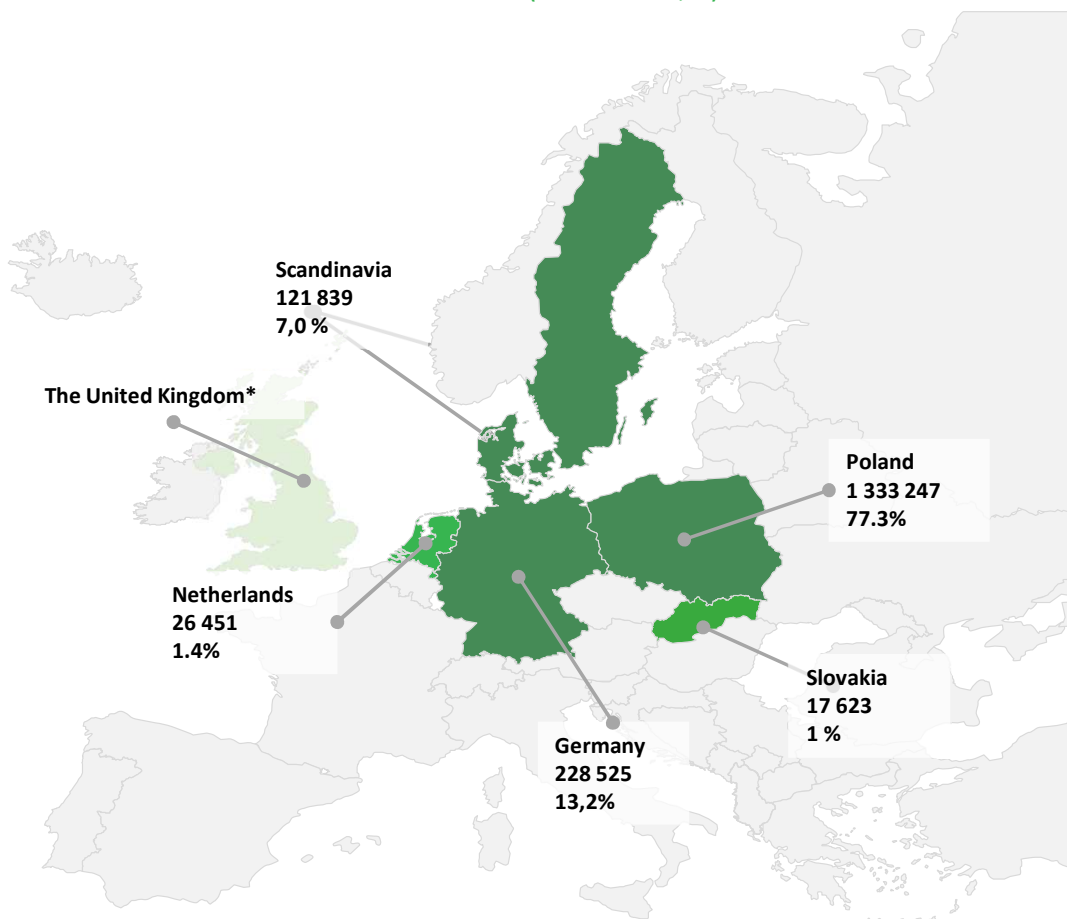 Scandinavia
121 839
7,0 %
The United Kingdom*
Poland
1 333 247
77.3%
Netherlands
26 451
1.4%
Slovakia
17 623
1 %
Germany
228 525
13,2%